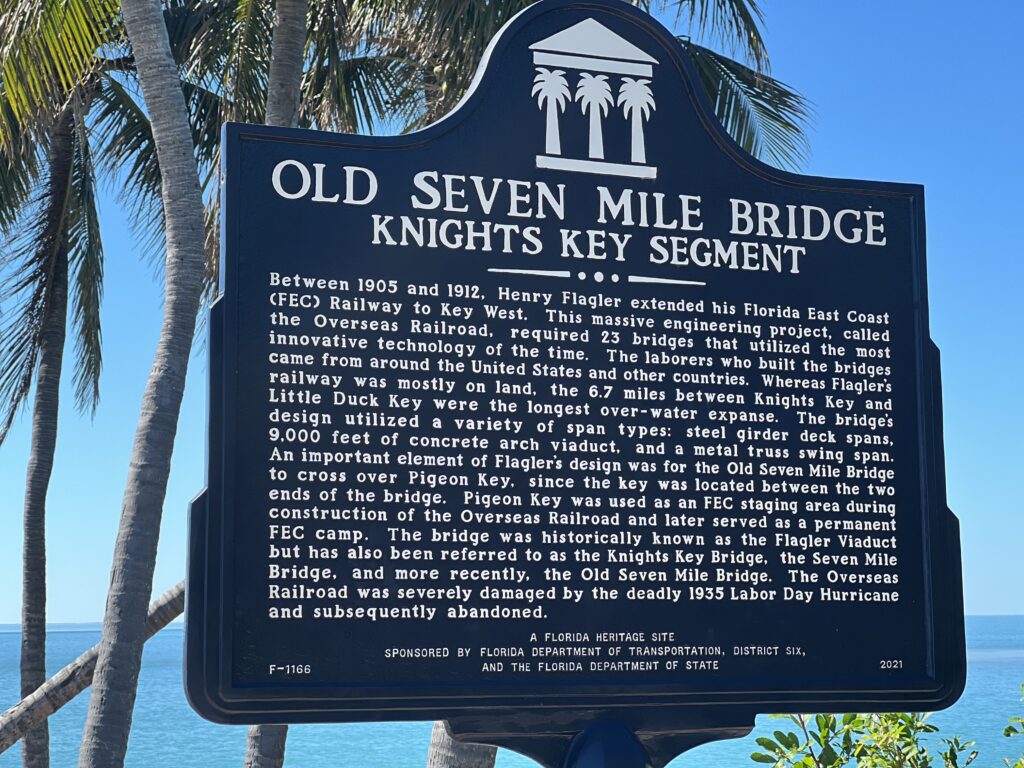 OLD SEVEN MILE BRIDGE
KNIGHTS KEY SEGMENT
Between 1905 and 1912, Henry Flagler extended his Florida East Coast
(FEC) Railway to Key West. This massive engineering project, called
the Overseas Railroad, required 23 bridges that utilized the most
innovative technology of the time. The laborers who built the bridges
came from around the United States and other countries. Whereas Flagler's
railway was mostly on land, the 6.7 miles between Knights Key and
Little Duck Key were the longest over-water expanse. The bridge's
design utilized a variety of span types: steel girder deck spans,
9,000 feet of concrete arch viaduct, and a metal truss swing span.
An important element of Flagler's design was for the Old Seven Mile Bridge
to cross over Pigeon Key, since the key was located between the two
ends of the bridge. Pigeon Key was used as an FEC staging area during
construction of the Overseas Railroad and later served as a permanent
FEC camp. The bridge was historically known as the Flagler Viaduct
but has also been referred to as the Knights Key Bridge, the Seven Mile
Bridge, and more recently, the Old Seven Mile Bridge. The Overseas
Railroad was severely damaged by the deadly 1935 Labor Day Hurricane
and subsequently abandoned.
A FLORIDA HERITAGE SITE
SPONSORED BY FLORIDA DEPARTMENT OF TRANSPORTATION, DISTRICT SIX,
F-1166 AND THE FLORIDA DEPARTMENT OF STATE 2021